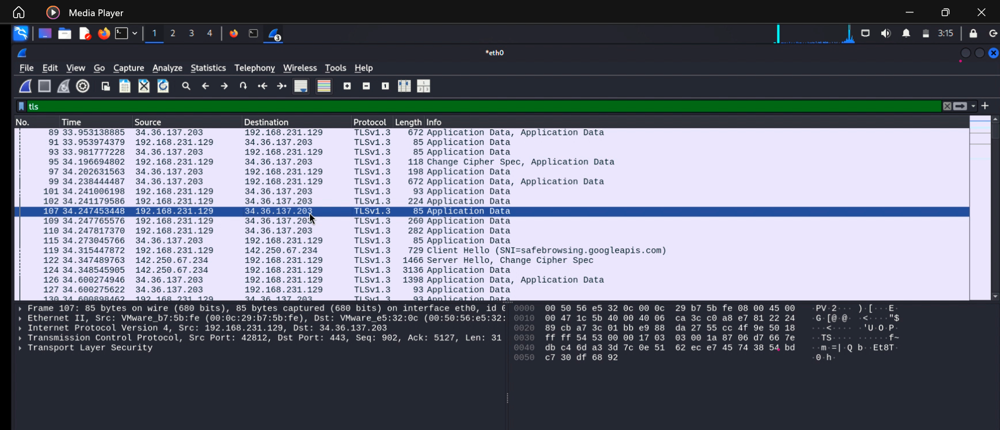 Media Player
1 2 3 4 3 3:15
*eth0
File Edit View Go Capture Analyze Statistics Telephony Wireless Tools Help
tls
No. Time Source Destination Protocol Length Info
89 33.953138885 34.36.137.203 192.168.231.129 TLSv1.3 672 Application Data, Application Data
91 33.953974379 192.168.231.129 34.36.137.203 TLSv1.3 85 Application Data
93 33.981777228 34.36.137.203 192.168.231.129 TLSv1.3 85 Application Data
95 34.196694802 192.168.231.129 34.36.137.203 TLSv1.3 118 Change Cipher Spec, Application Data
97 34.202631563 34.36.137.203 192.168.231.129 TLSv1.3 198 Application Data
99 34.238444487 34.36.137.203 192.168.231.129 TLSv1.3 672 Application Data, Application Data
101 34.241006198 192.168.231.129 34.36.137.203 TLSv1.3 93 Application Data
102 34.241179586 192.168.231.129 34.36.137.203 TLSv1.3 224 Application Data
107 34.247453448 192.168.231.129 34.36.137.203 TLSv1.3 85 Application Data
109 34.247765576 192.168.231.129 34.36.137.203 TLSv1.3 260 Application Data
110 34.247817370 192.168.231.129 34.36.137.203 TLSv1.3 282 Application Data
115 34.273045766 34.36.137.203 192.168.231.129 TLSv1.3 85 Application Data
119 34.315447872 192.168.231.129 142.250.67.234 TLSv1.3 729 Client Hello (SNI=safebrowsing.googleapis.com)
122 34.347489763 142.250.67.234 192.168.231.129 TLSv1.3 1466 Server Hello, Change Cipher Spec
124 34.348545905 142.250.67.234 192.168.231.129 TLSv1.3 3136 Application Data
126 34.600274946 34.36.137.203 192.168.231.129 TLSv1.3 1398 Application Data, Application Data
127 34.600275622 34.36.137.203 192.168.231.129 TLSv1.3 93 Application Data
130 34.600898462 192.168.231.129 34.36.137.203 TLSv1.3 93 Application Data
Frame 107: 85 bytes on wire (680 bits), 85 bytes captured (680 bits) on interface eth0, id 0
Ethernet II, Src: VMware_b7:5b:fe (00:0c:29:b7:5b:fe), Dst: VMware_e5:32:0c (00:50:56:e5:32:
Internet Protocol Version 4, Src: 192.168.231.129, Dst: 34.36.137.203
Transmission Control Protocol, Src Port: 42812, Dst Port: 443, Seq: 902, Ack: 5127, Len: 31
Transport Layer Security
0000 00 50 56 e5 32 0c 00 0c 29 b7 5b fe 08 00 45 00 ·PV·2··· )·[···E·
0010 00 47 1c 5b 40 00 40 06 ca 3c c0 a8 e7 81 22 24 ·G·[@·@· ·<····"$
0020 89 cb a7 3c 01 bb e9 88 da 27 55 cc 4f 9e 50 18 ···<···· ·'U·O·P·
0030 ff ff 54 53 00 00 17 03 03 00 1a 87 06 d7 66 7e ··TS···· ······f~
0040 db c4 6d a3 3d 7c 0e 51 62 ec e7 45 74 38 54 bd ··m·=|·Q b··Et8T·
0050 c7 30 df 68 92 ·0·h·